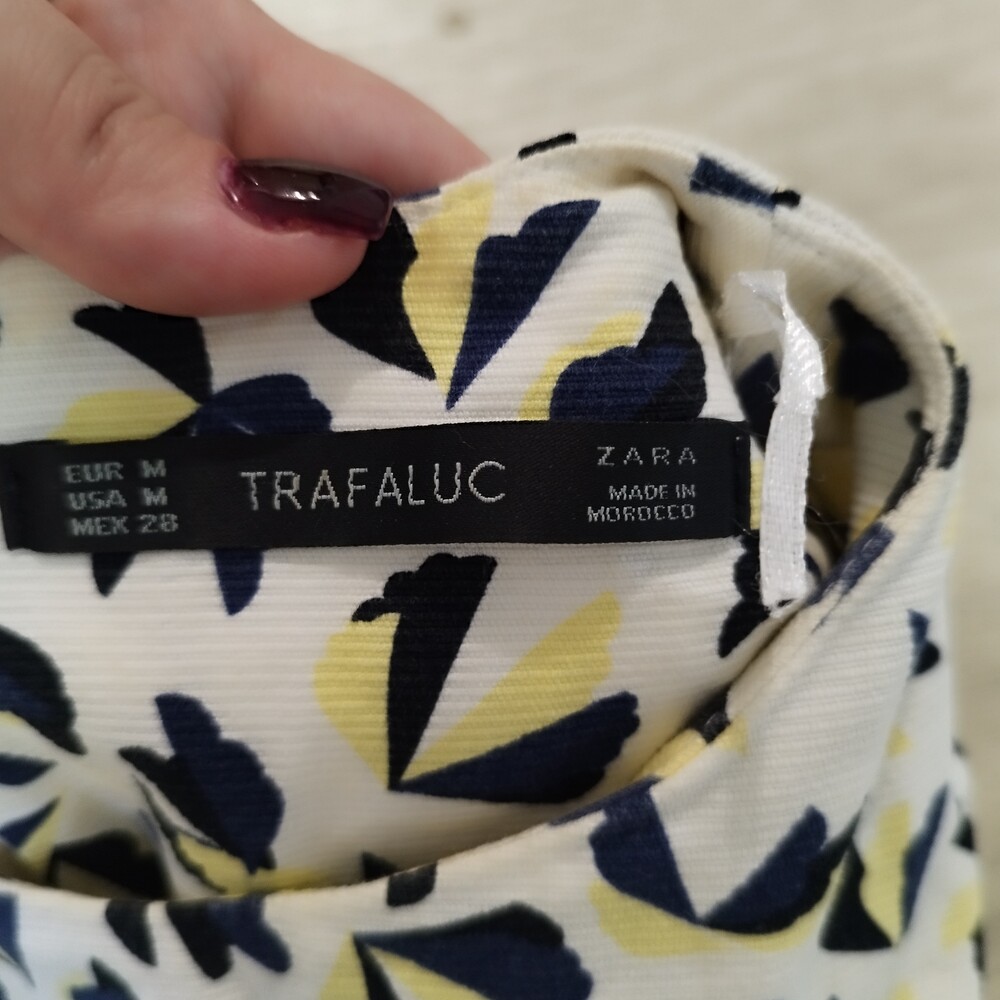 EUR M
USA M
MEX 28
TRAFALUC
ZARA
MADE IN
MOROCCO